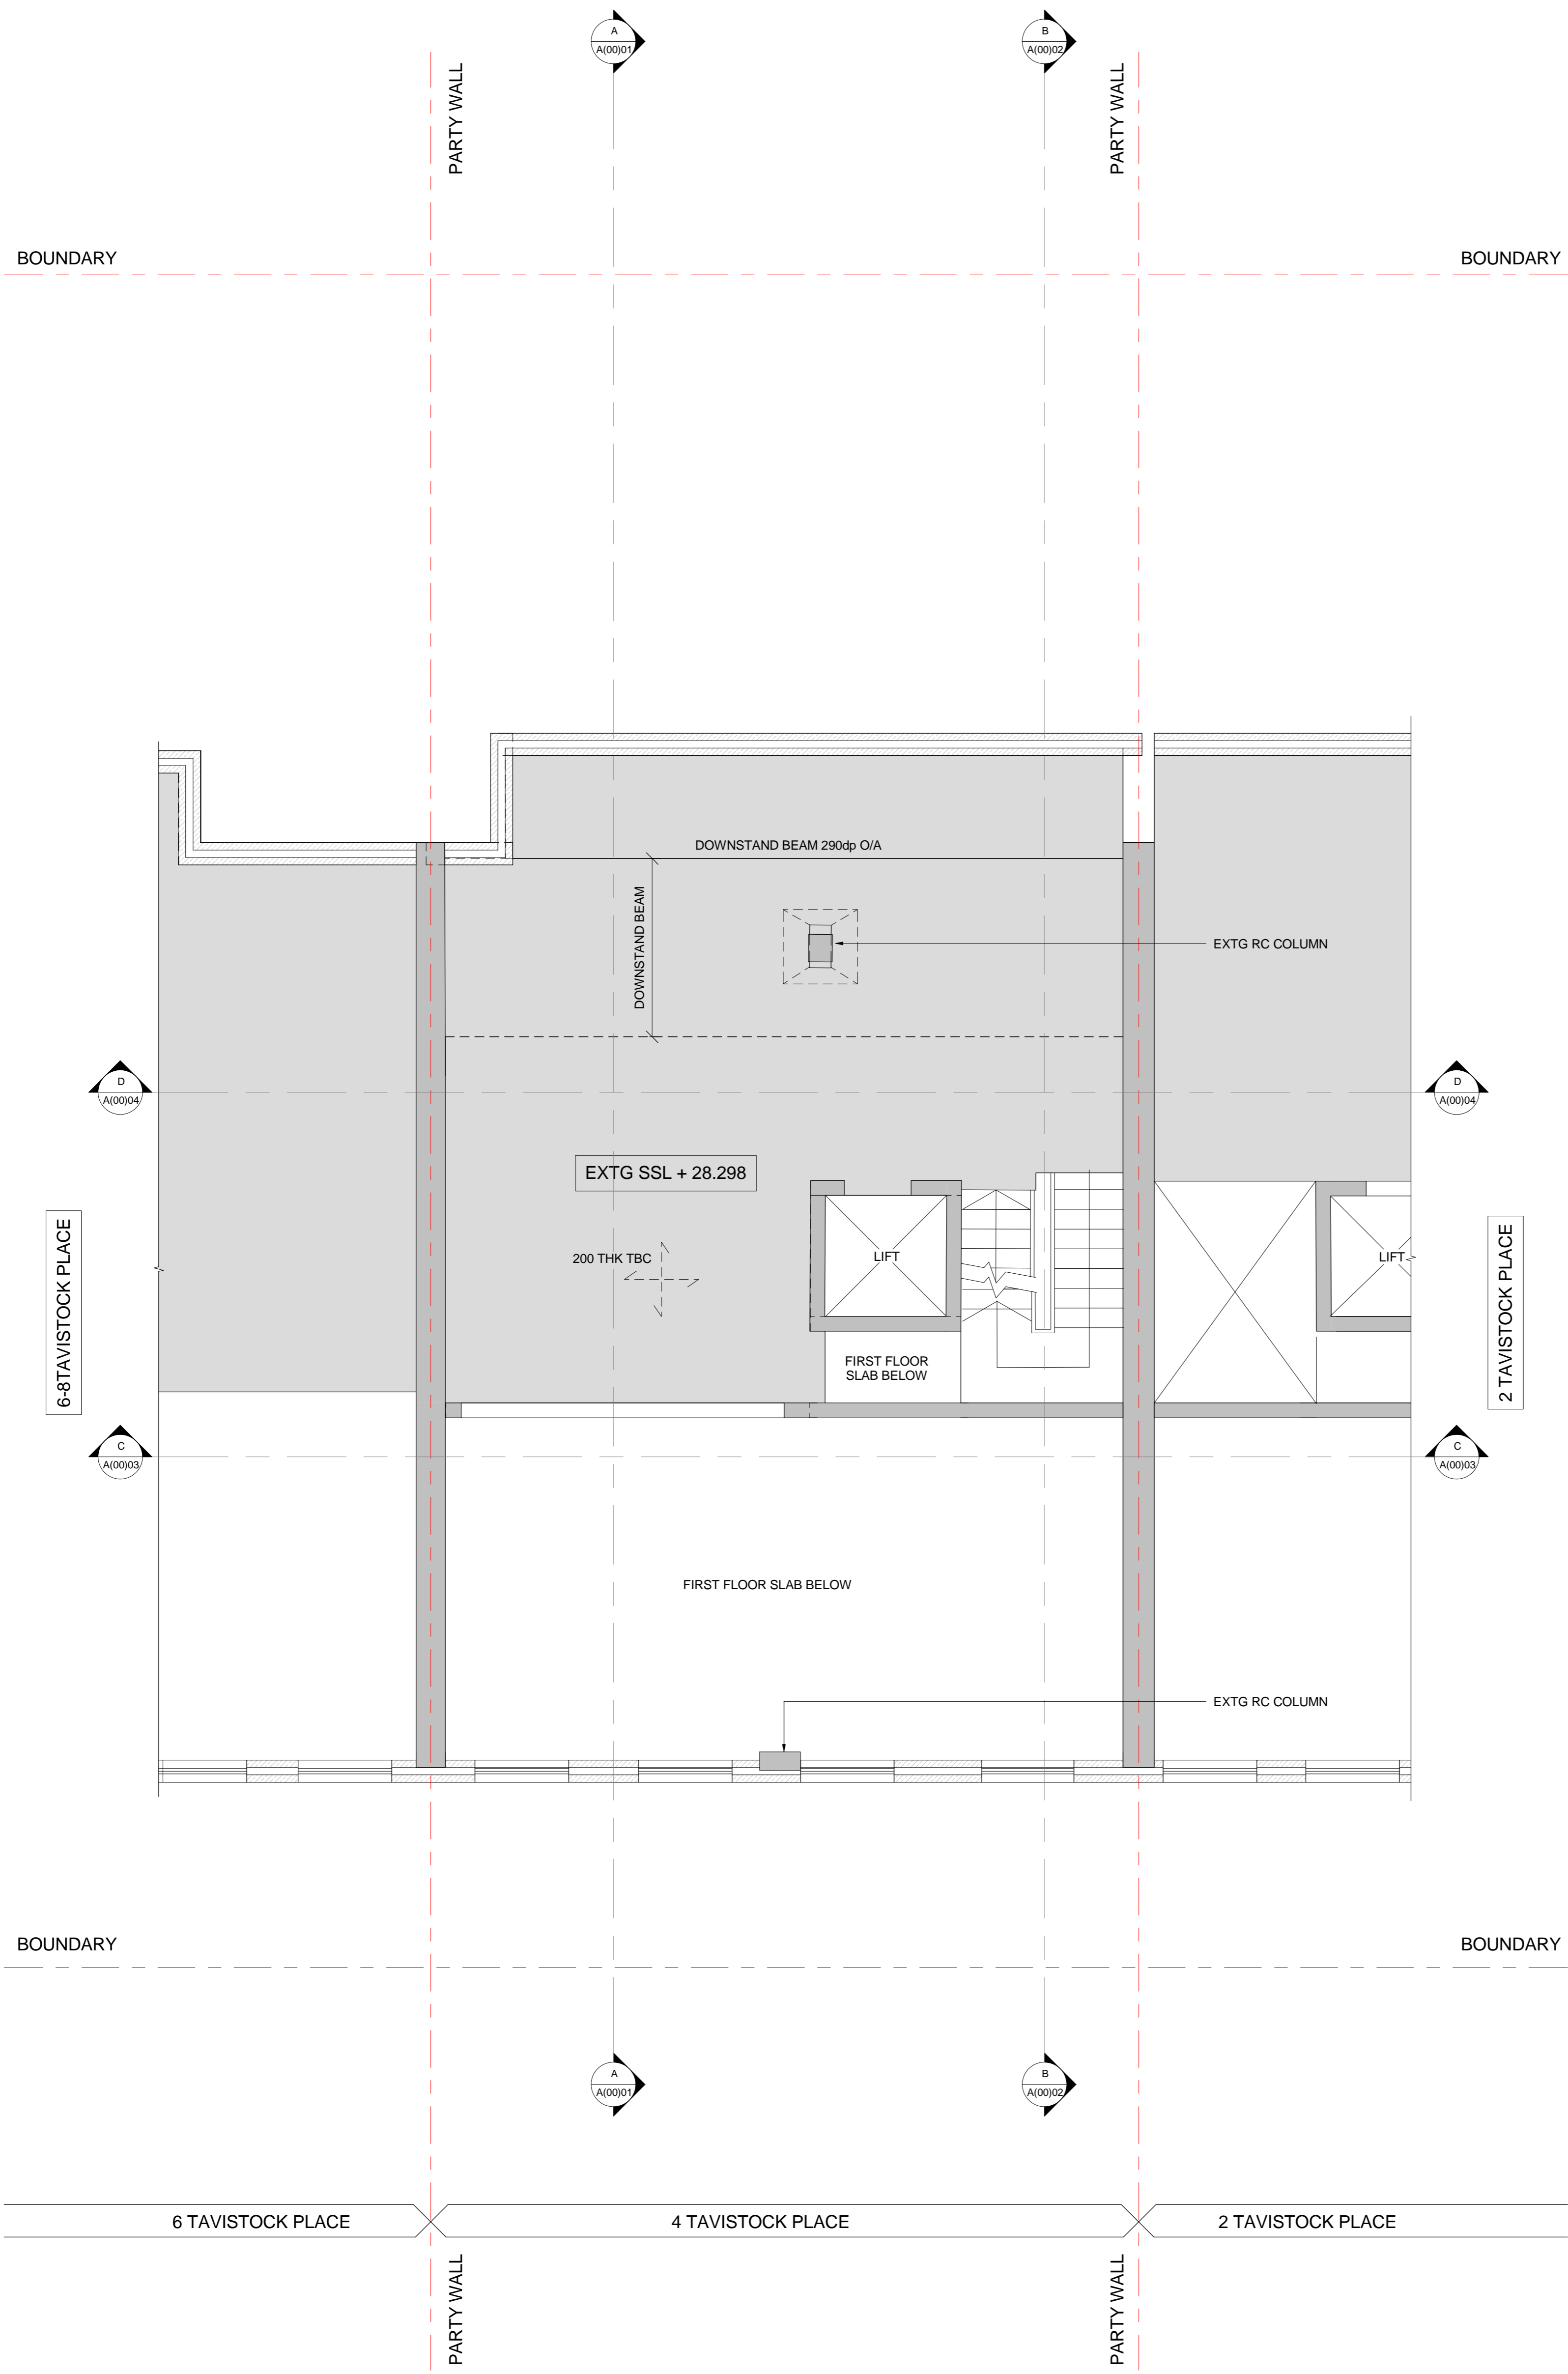 A
A(00)01
B
A(00)02
PARTY WALL
PARTY WALL
BOUNDARY
BOUNDARY
DOWNSTAND BEAM 290dp O/A
DOWNSTAND BEAM
EXTG RC COLUMN
D
A(00)04
D
A(00)04
EXTG SSL + 28.298
200 THK TBC
LIFT
LIFT
6-8TAVISTOCK PLACE
2 TAVISTOCK PLACE
FIRST FLOOR
SLAB BELOW
C
A(00)03
C
A(00)03
FIRST FLOOR SLAB BELOW
EXTG RC COLUMN
BOUNDARY
BOUNDARY
A
A(00)01
B
A(00)02
6 TAVISTOCK PLACE
4 TAVISTOCK PLACE
2 TAVISTOCK PLACE
PARTY WALL
PARTY WALL